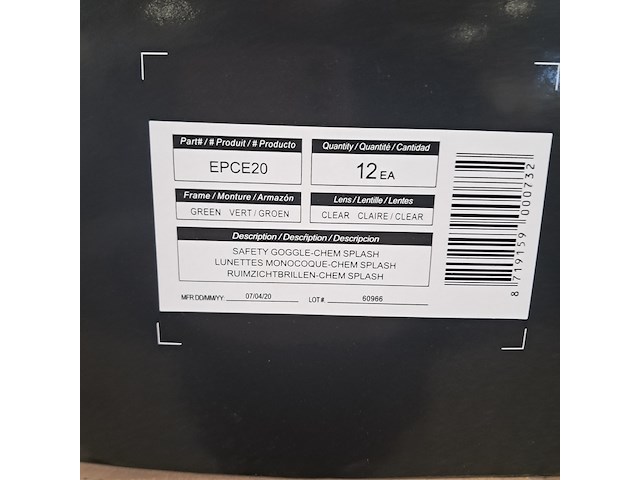 Part# / # Produit / # Producto
EPCE20
Quantity / Quantité / Cantidad
12 EA
Frame / Monture / Armazón
GREEN VERT / GROEN
Lens / Lentille / Lentes
CLEAR CLAIRE / CLEAR
Description / Descñption / Descripcion
SAFETY GOGGLE-CHEM SPLASH
LUNETTES MONOCOQUE-CHEM SPLASH
RUIMZICHTBRILLEN-CHEM SPLASH
MFR DD/MM/YY: 07/04/20 LOT#: 60966
8 719159 000732